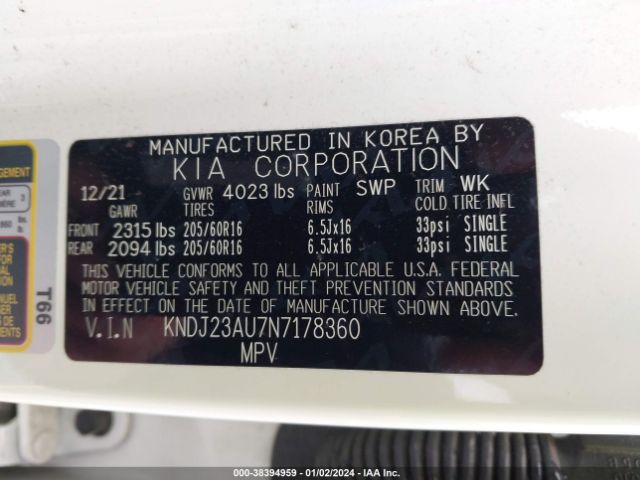 MANUFACTURED IN KOREA BY
KIA CORPORATION
12/21 GVWR 4023 lbs PAINT SWP TRIM WK
GAWR TIRES RIMS COLD TIRE INFL
FRONT 2315 lbs 205/60R16 6.5Jx16 33psi SINGLE
REAR 2094 lbs 205/60R16 6.5Jx16 33psi SINGLE
THIS VEHICLE CONFORMS TO ALL APPLICABLE U.S.A. FEDERAL
MOTOR VEHICLE SAFETY AND THEFT PREVENTION STANDARDS
IN EFFECT ON THE DATE OF MANUFACTURE SHOWN ABOVE.
V.I.N KNDJ23AU7N7178360
MPV
T66
000-38394959 - 01/02/2024 - IAA Inc.